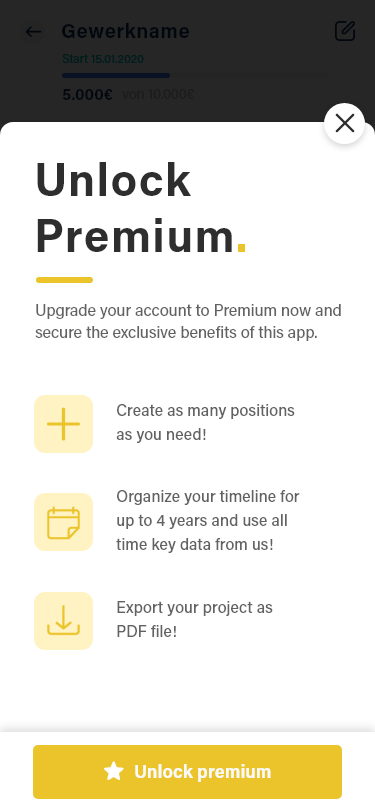 Gewerkname
Start 15.01.2020
5.000€ von 10.000€
Unlock
Premium.
Upgrade your account to Premium now and
secure the exclusive benefits of this app.
Create as many positions
as you need!
Organize your timeline for
up to 4 years and use all
time key data from us!
Export your project as
PDF file!
Unlock premium